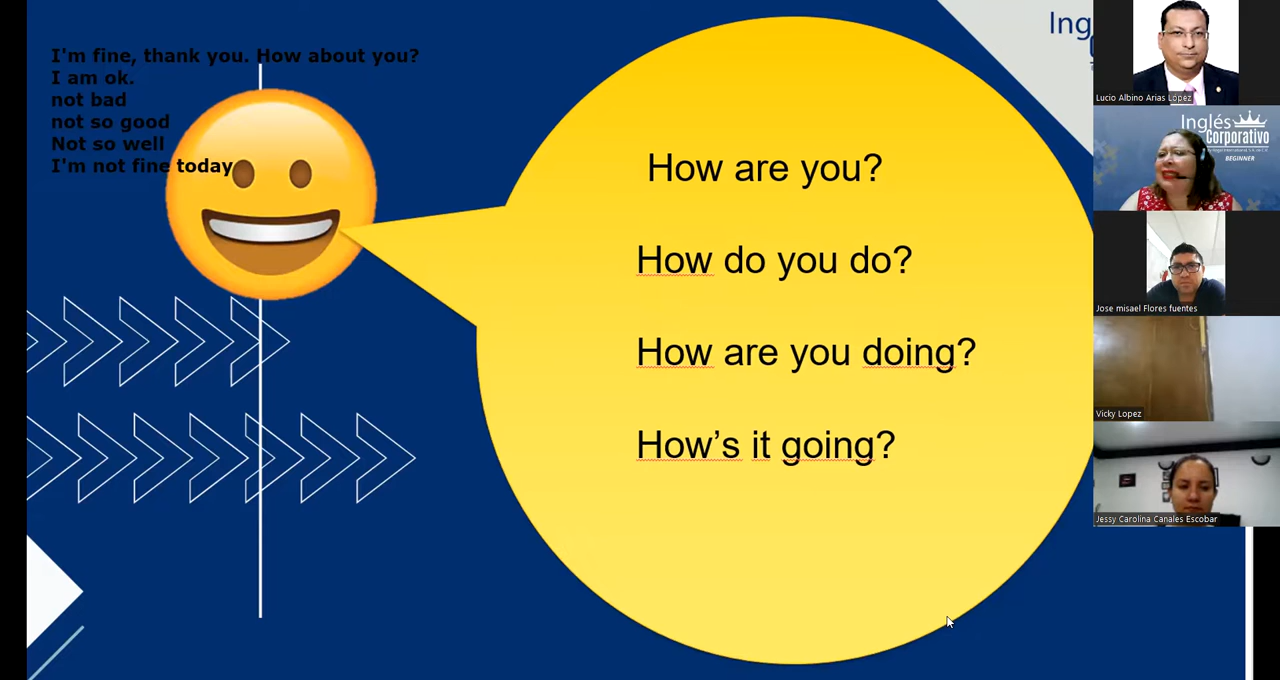 I'm fine, thank you. How about you?
I am ok.
not bad
not so good
Not so well
I'm not fine today
How are you?
How do you do?
How are you doing?
How's it going?
Ing
Lucio Albino Arias López
Inglés
Corporativo
BEGINNER
Jose misael Flores fuentes
Vicky Lopez
Jessy Carolina Canales Escobar